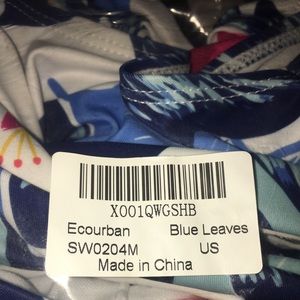 X001QWGSHB
Ecourban Blue Leaves
SW0204M US
Made in China